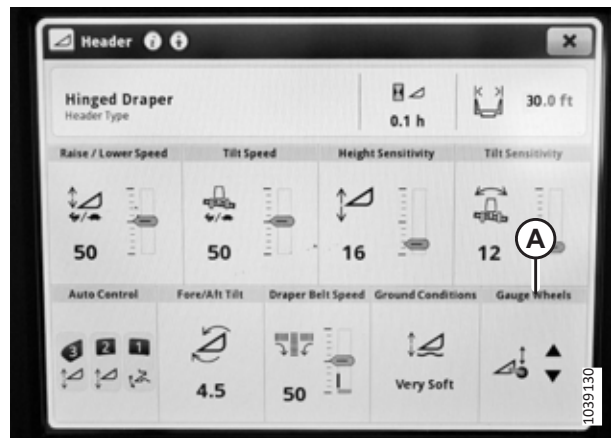 Header
Hinged Draper
Header Type
0.1 h
30.0 ft
Raise / Lower Speed
Tilt Speed
Height Sensitivity
Tilt Sensitivity
50
50
16
12
A
Auto Control
Fore/Aft Tilt
Draper Belt Speed
Ground Conditions
Gauge Wheels
3 2 1
4.5
50
Very Soft
1039130